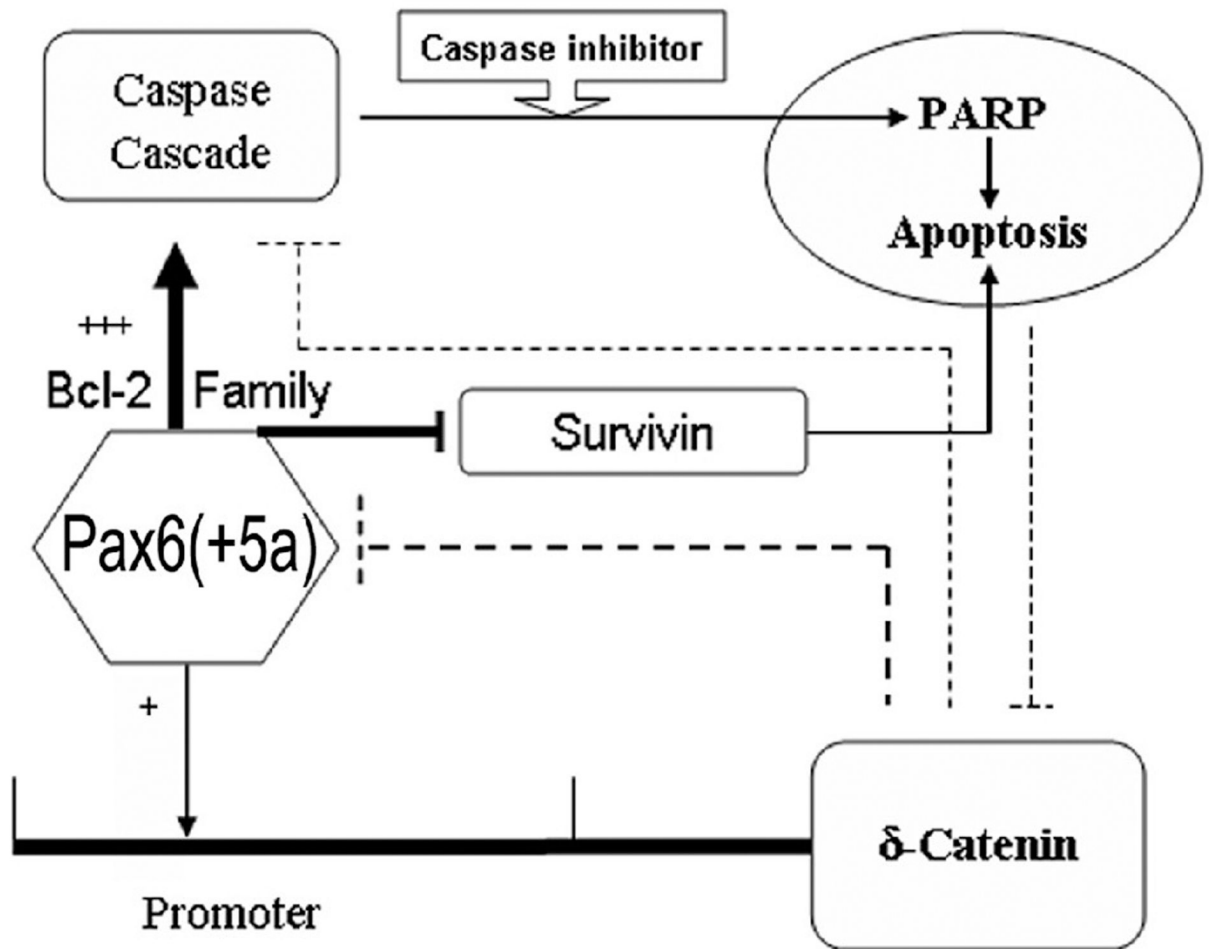 Caspase inhibitor
Caspase
Cascade
PARP
Apoptosis
+++
Bcl-2 Family
Survivin
Pax6(+5a)
+
δ-Catenin
Promoter